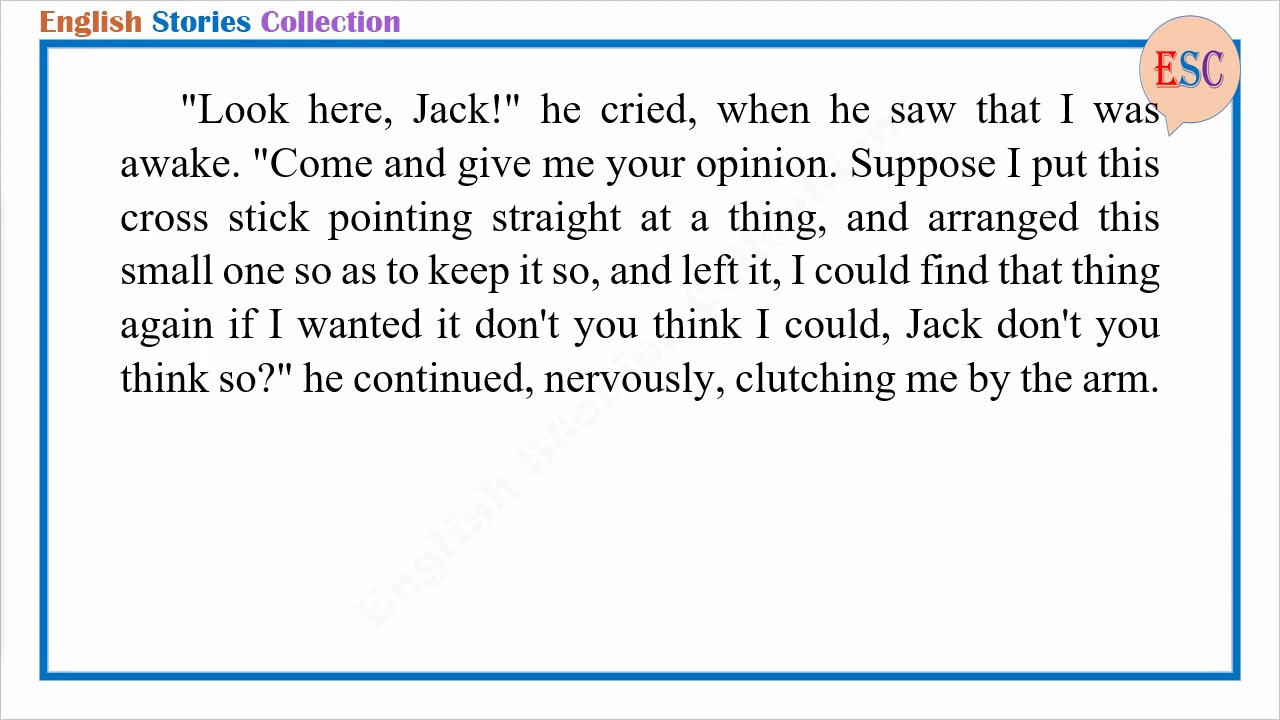 English Stories Collection
ESC
"Look here, Jack!" he cried, when he saw that I was
awake. "Come and give me your opinion. Suppose I put this
cross stick pointing straight at a thing, and arranged this
small one so as to keep it so, and left it, I could find that thing
again if I wanted it don't you think I could, Jack don't you
think so?" he continued, nervously, clutching me by the arm.
English Stories Collection